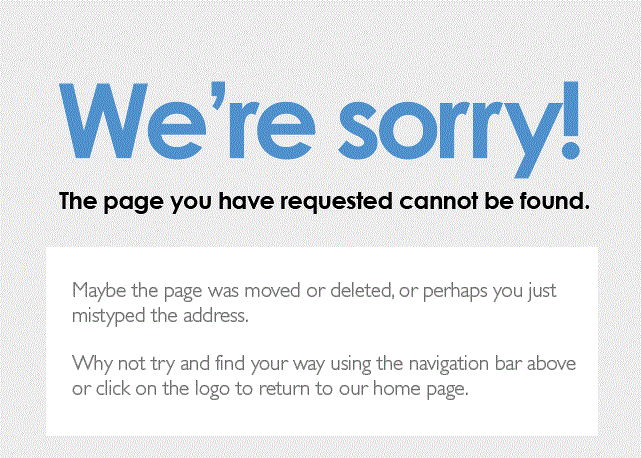 We're sorry!
The page you have requested cannot be found.
Maybe the page was moved or deleted, or perhaps you just
mistyped the address.
Why not try and find your way using the navigation bar above
or click on the logo to return to our home page.